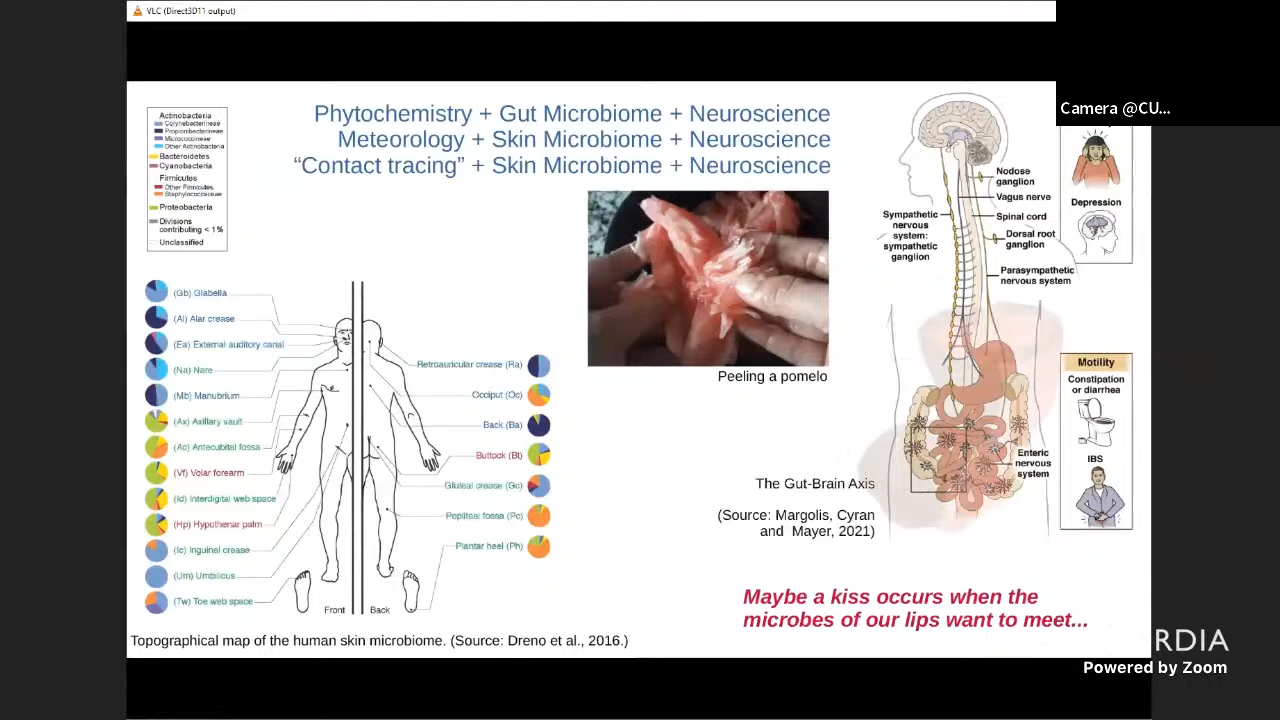 VLC (Direct3D11 output)
Camera @CU...
Phytochemistry + Gut Microbiome + Neuroscience
Meteorology + Skin Microbiome + Neuroscience
“Contact tracing” + Skin Microbiome + Neuroscience
Actinobacteria
Corynebacterineae
Propionibacterineae
Micrococcineae
Other Actinobacteria
Bacteroidetes
Cyanobacteria
Firmicutes
Other Firmicutes
Staphylococcaceae
Proteobacteria
Divisions
contributing < 1%
Unclassified
(Gb) Glabella
(Al) Alar crease
(Ea) External auditory canal
(Na) Nare
(Mb) Manubrium
(Ax) Axillary vault
(Ac) Antecubital fossa
(Vf) Volar forearm
(Id) Interdigital web space
(Hp) Hypothenar palm
(Ic) Inguinal crease
(Um) Umbilicus
(Tw) Toe web space
Retroauricular crease (Ra)
Occiput (Oc)
Back (Ba)
Buttock (Bt)
Gluteal crease (Gc)
Popliteal fossa (Pc)
Plantar heel (Ph)
Front
Back
Topographical map of the human skin microbiome. (Source: Dreno et al., 2016.)
Peeling a pomelo
Nodose
ganglion
Vagus nerve
Spinal cord
Dorsal root
ganglion
Parasympathetic
nervous system
Sympathetic
nervous
system:
sympathetic
ganglion
Enteric
nervous
system
Depression
Motility
Constipation
or diarrhea
IBS
The Gut-Brain Axis
(Source: Margolis, Cyran
and Mayer, 2021)
Maybe a kiss occurs when the
microbes of our lips want to meet...
RDIA
Powered by Zoom